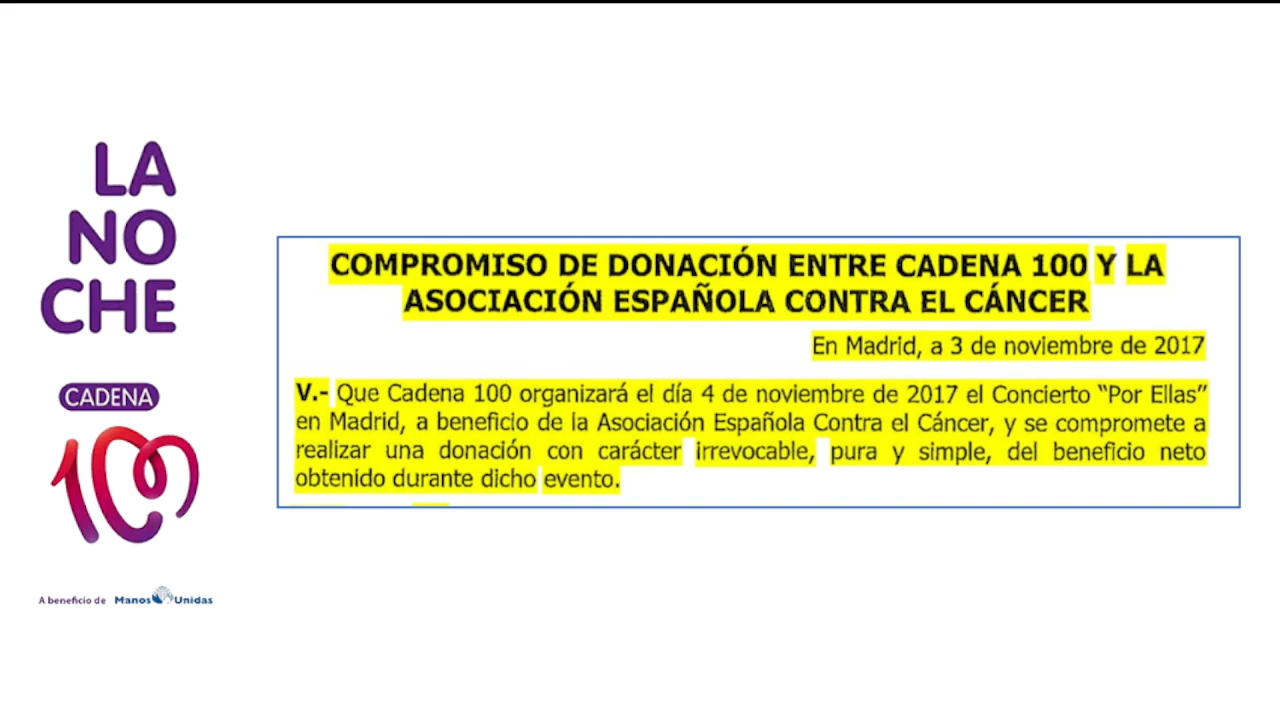 LA
NO
CHE
CADENA
100
A beneficio de Manos Unidas
COMPROMISO DE DONACIÓN ENTRE CADENA 100 Y LA
ASOCIACIÓN ESPAÑOLA CONTRA EL CÁNCER
En Madrid, a 3 de noviembre de 2017
V.- Que Cadena 100 organizará el día 4 de noviembre de 2017 el Concierto “Por Ellas”
en Madrid, a beneficio de la Asociación Española Contra el Cáncer, y se compromete a
realizar una donación con carácter irrevocable, pura y simple, del beneficio neto
obtenido durante dicho evento.